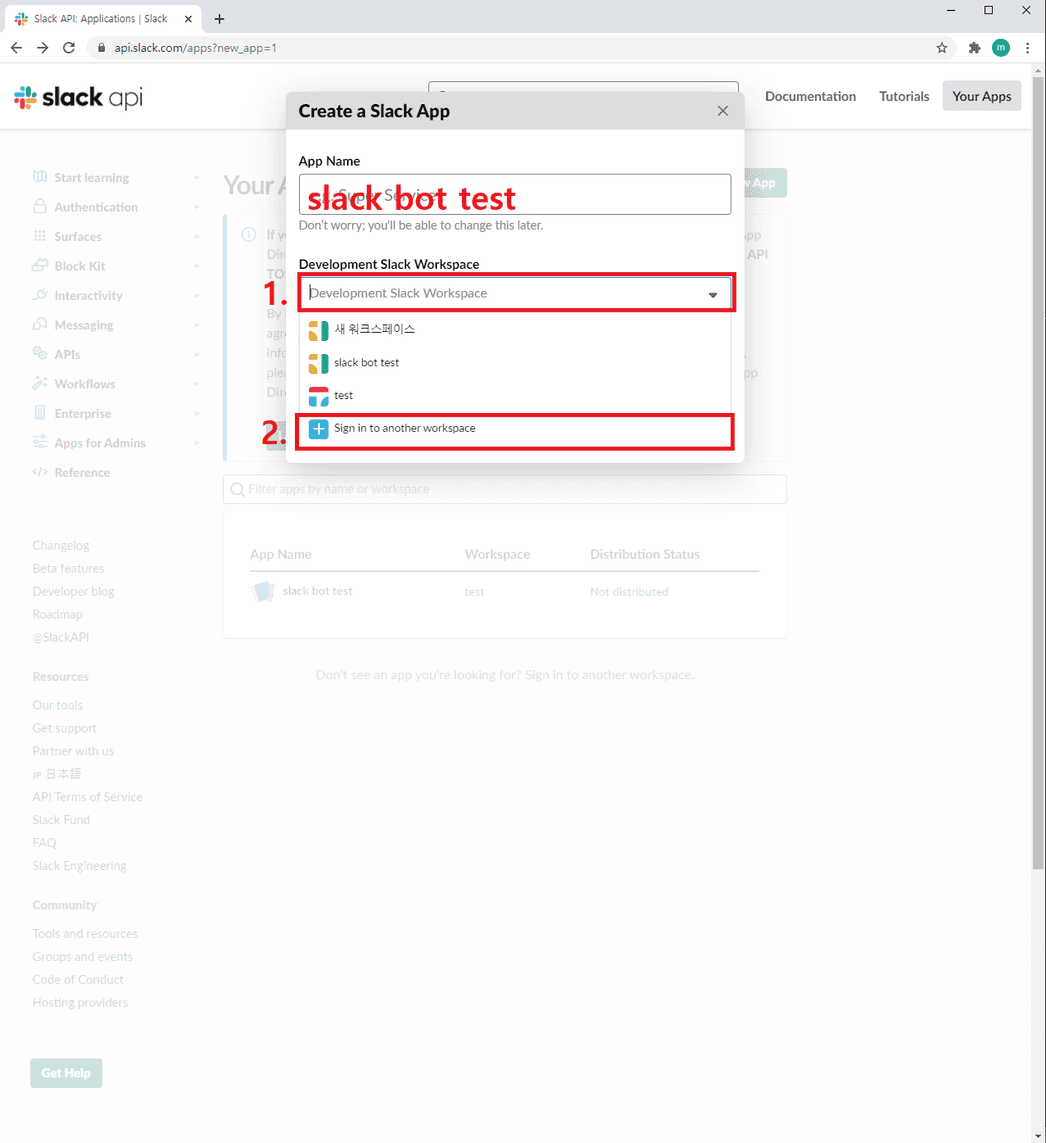 Slack API: Applications | Slack
api.slack.com/apps?new_app=1
m
slack api
Documentation
Tutorials
Your Apps
Create a Slack App
App Name
slack bot test
Don't worry; you'll be able to change this later.
Development Slack Workspace
1.
Development Slack Workspace
새 워크스페이스
slack bot test
test
2.
Sign in to another workspace
Start learning
Authentication
Surfaces
Block Kit
Interactivity
Messaging
APIs
Workflows
Enterprise
Apps for Admins
</> Reference
Your
App
If
App
API
TO
By
App
Filter apps by name or workspace
App Name
Workspace
Distribution Status
slack bot test
test
Not distributed
Don't see an app you're looking for? Sign in to another workspace.
Changelog
Beta features
Developer blog
Roadmap
@SlackAPI
Resources
Our tools
Get support
Partner with us
JP 日本語
API Terms of Service
Slack Fund
FAQ
Slack Engineering
Community
Tools and resources
Groups and events
Code of Conduct
Hosting providers
Get Help